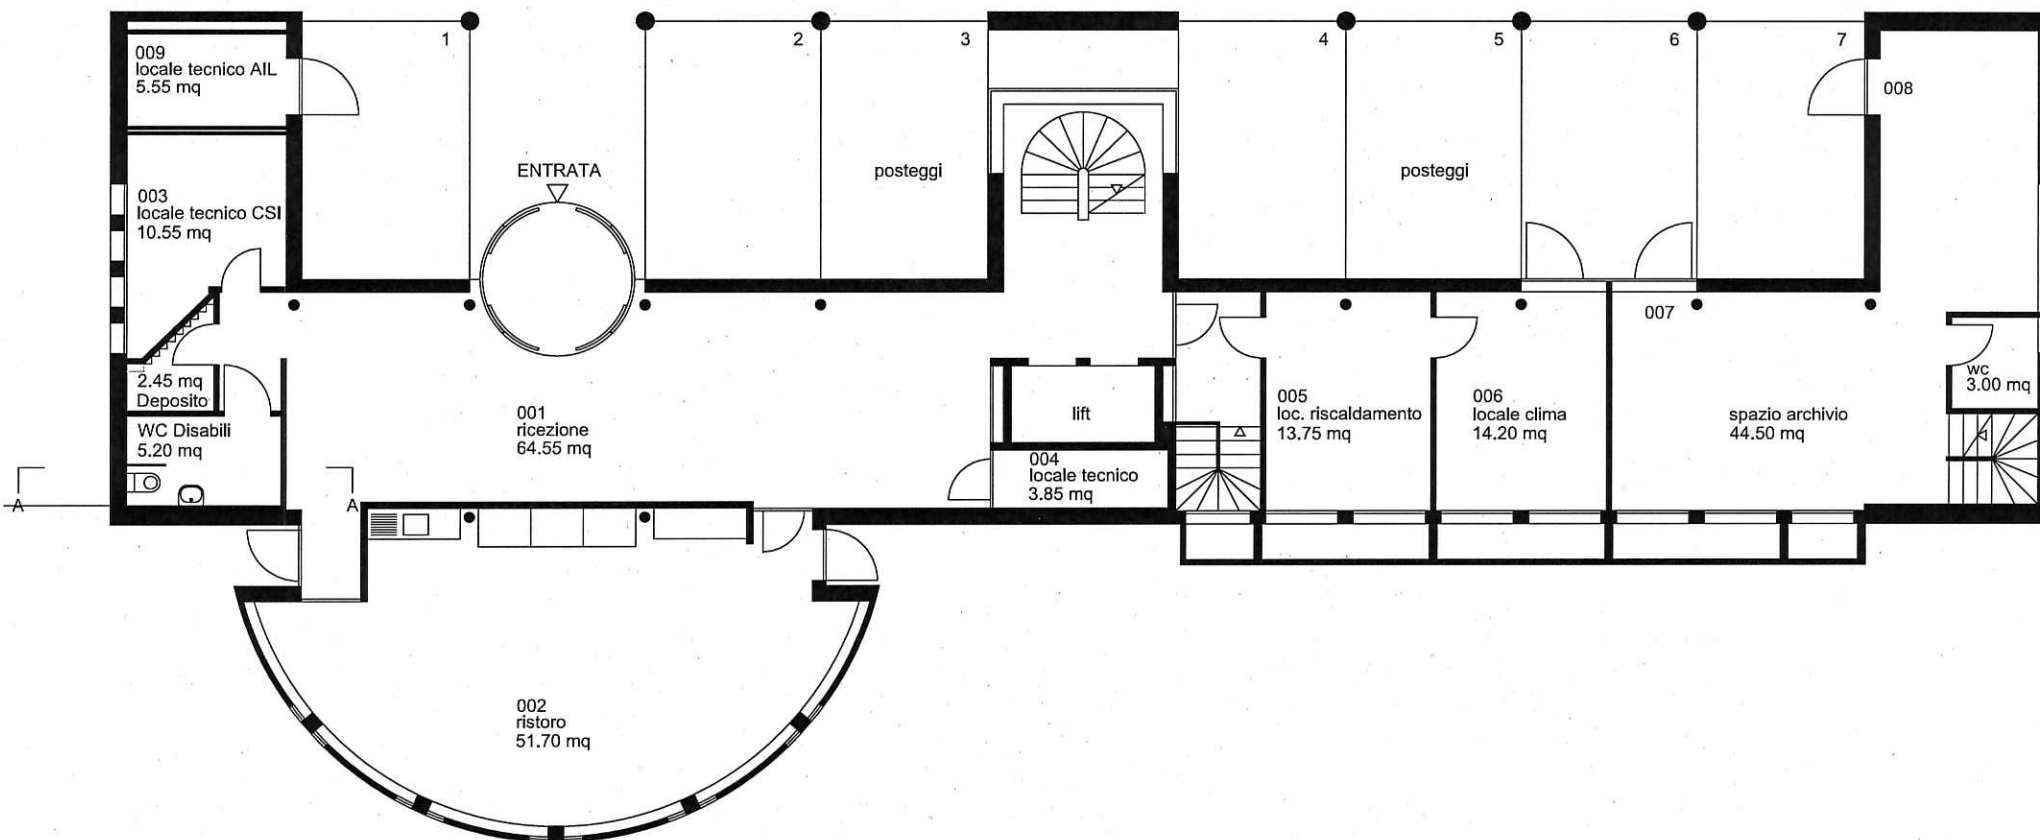 1
2
3
4
5
6
7
009
locale tecnico AIL
5.55 mq
008
ENTRATA
posteggi
posteggi
003
locale tecnico CSI
10.55 mq
007
2.45 mq
Deposito
WC Disabili
5.20 mq
001
ricezione
64.55 mq
lift
004
locale tecnico
3.85 mq
005
loc. riscaldamento
13.75 mq
006
locale clima
14.20 mq
spazio archivio
44.50 mq
wc
3.00 mq
A
A
002
ristoro
51.70 mq